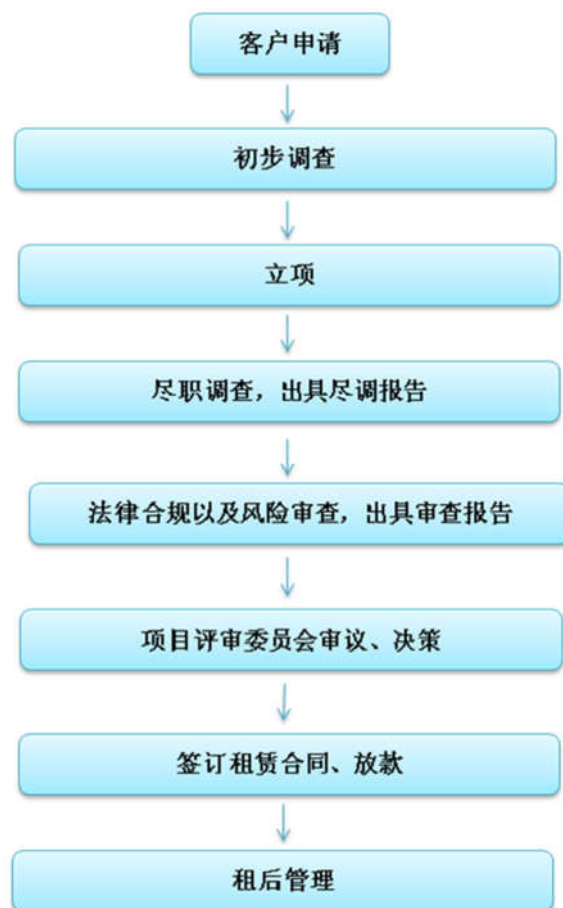 客户申请
初步调查
立项
尽职调查，出具尽调报告
法律合规以及风险审查，出具审查报告
项目评审委员会审议、决策
签订租赁合同、放款
租后管理